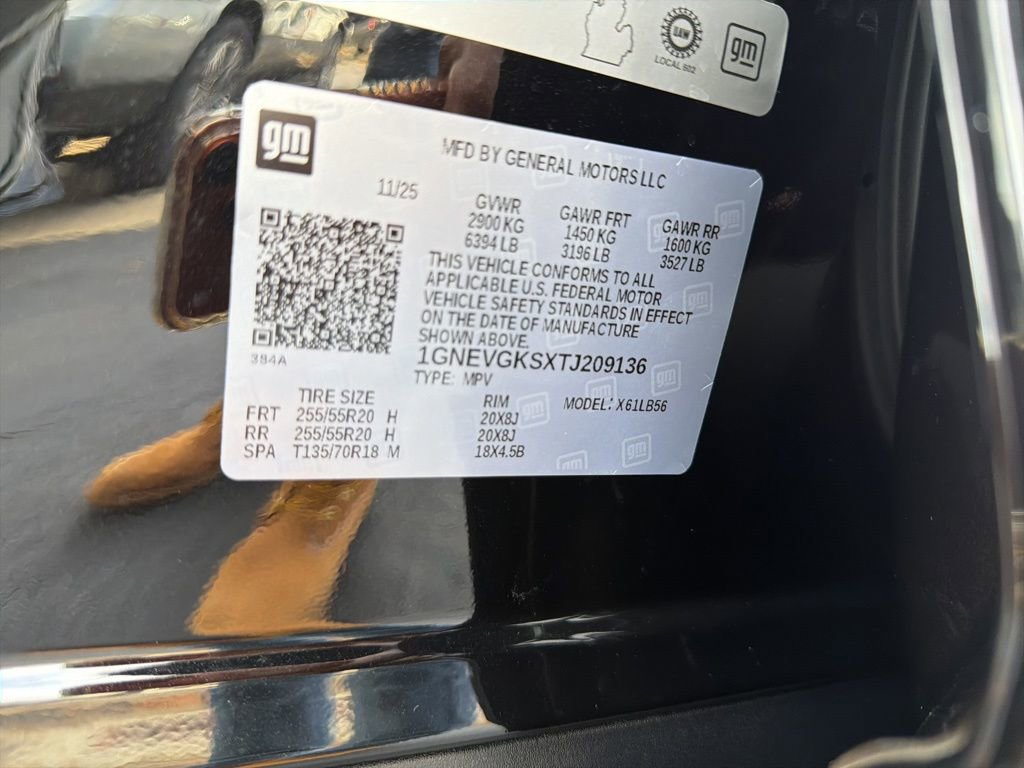 UAW
LOCAL 602
gm
gm
MFD BY GENERAL MOTORS LLC
11/25
GVWR
2900 KG
6394 LB
GAWR FRT
1450 KG
3196 LB
GAWR RR
1600 KG
3527 LB
THIS VEHICLE CONFORMS TO ALL
APPLICABLE U.S. FEDERAL MOTOR
VEHICLE SAFETY STANDARDS IN EFFECT
ON THE DATE OF MANUFACTURE
SHOWN ABOVE.
384A
1GNEVGKSXTJ209136
TYPE: MPV
MODEL: X61LB56
TIRE SIZE RIM
FRT 255/55R20 H 20X8J
RR 255/55R20 H 20X8J
SPA T135/70R18 M 18X4.5B